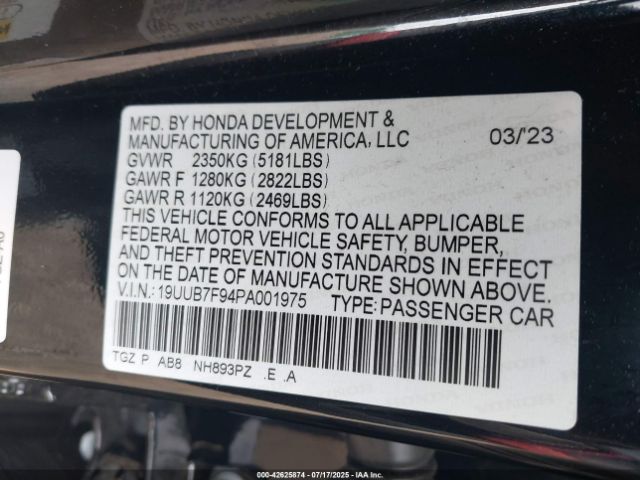 MFD. BY HONDA DEVELOPMENT &
MANUFACTURING OF AMERICA, LLC 03/'23
GVWR 2350KG (5181LBS)
GAWR F 1280KG (2822LBS)
GAWR R 1120KG (2469LBS)
THIS VEHICLE CONFORMS TO ALL APPLICABLE
FEDERAL MOTOR VEHICLE SAFETY, BUMPER,
AND THEFT PREVENTION STANDARDS IN EFFECT
ON THE DATE OF MANUFACTURE SHOWN ABOVE.
V.I.N.: 19UUB7F94PA001975 TYPE: PASSENGER CAR
TGZ P AB8 NH893PZ .E .A
000-42625874 | 07/17/2025 - IAAI.COM